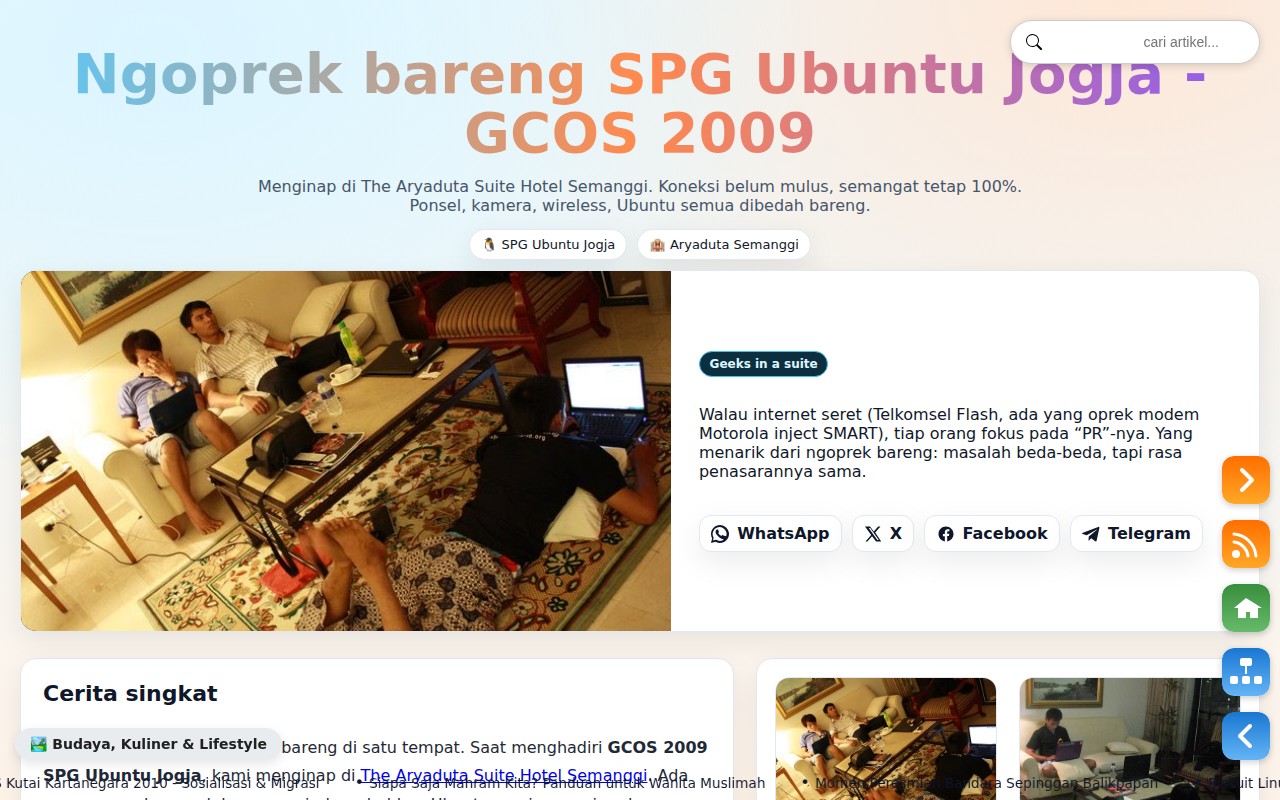 cari artikel...
Ngoprek bareng SPG Ubuntu Jogja -
GCOS 2009
Menginap di The Aryaduta Suite Hotel Semanggi. Koneksi belum mulus, semangat tetap 100%.
Ponsel, kamera, wireless, Ubuntu semua dibedah bareng.
🐧 SPG Ubuntu Jogja
🏨 Aryaduta Semanggi
Geeks in a suite
Walau internet seret (Telkomsel Flash, ada yang oprek modem
Motorola inject SMART), tiap orang fokus pada “PR”-nya. Yang
menarik dari ngoprek bareng: masalah beda-beda, tapi rasa
penasarannya sama.
WhatsApp
X
Facebook
Telegram
Cerita singkat
🏞️ Budaya, Kuliner & Lifestyle
bareng di satu tempat. Saat menghadiri GCOS 2009
SPG Ubuntu Jogja, kami menginap di The Aryaduta Suite Hotel Semanggi. Ada
Kutai Kartanegara 2010 - Sosialisasi & Migrasi
• Siapa Saja Mahram Kita? Panduan untuk Wanita Muslimah
• Momen Peresmian Bandara Sepinggan Balikpapan